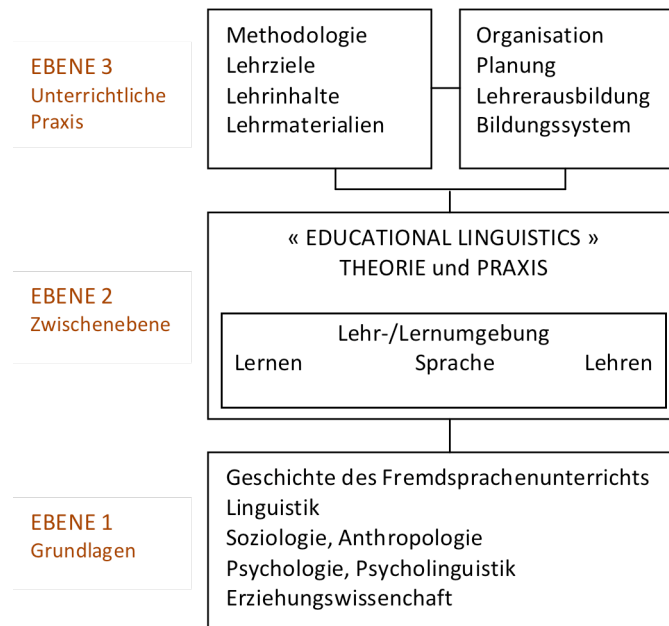 EBENE 3
Unterrichtliche
Praxis
Methodologie
Lehrziele
Lehrinhalte
Lehrmaterialien
Organisation
Planung
Lehrerausbildung
Bildungssystem
EBENE 2
Zwischenebene
« EDUCATIONAL LINGUISTICS »
THEORIE und PRAXIS
Lehr-/Lernumgebung
Lernen Sprache Lehren
EBENE 1
Grundlagen
Geschichte des Fremdsprachenunterrichts
Linguistik
Soziologie, Anthropologie
Psychologie, Psycholinguistik
Erziehungswissenchaft